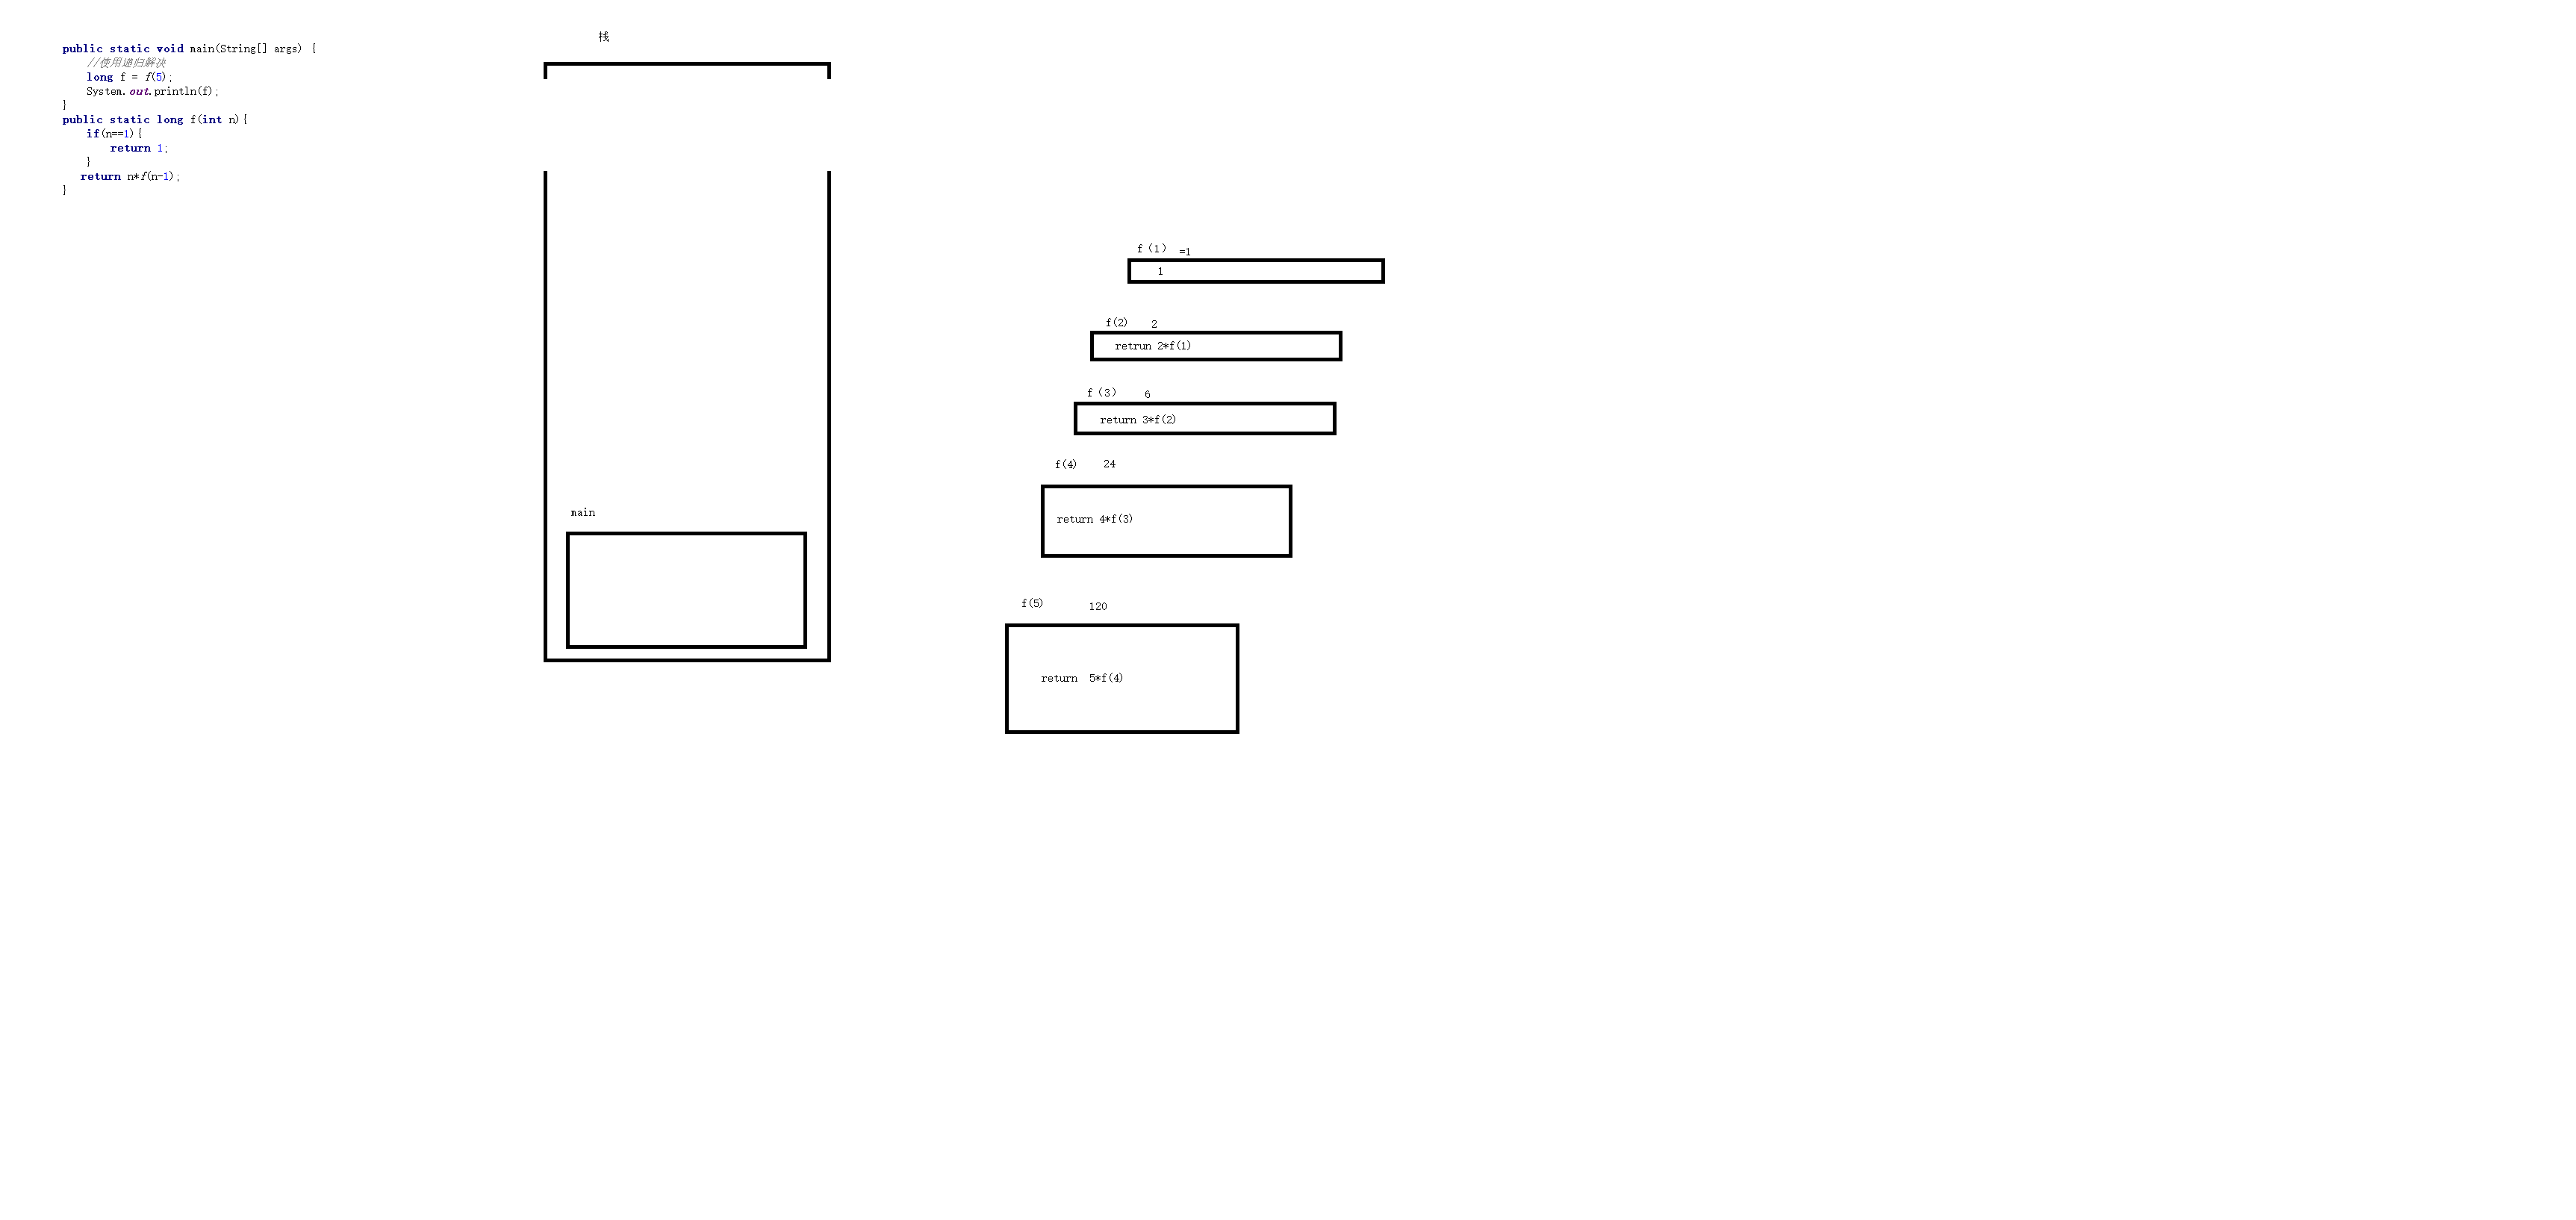 public static void main(String[] args) {
//使用递归解决
long f = f(5);
System.out.println(f);
}
public static long f(int n){
if(n==1){
return 1;
}
return n*f(n-1);
}
栈
main
f（1） =1
1
f(2) 2
retrun 2*f(1)
f（3） 6
return 3*f(2)
f(4) 24
return 4*f(3)
f(5) 120
return 5*f(4)